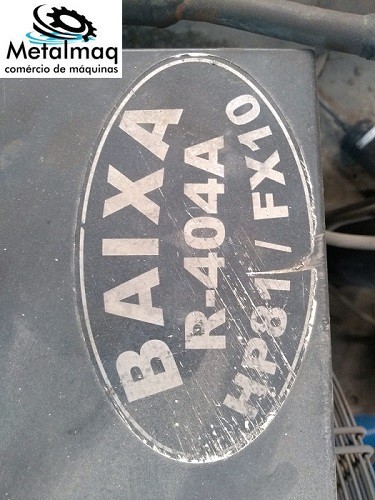 Metalmaq
comércio de máquinas
BAIXA
R-404A
HP81/FX10